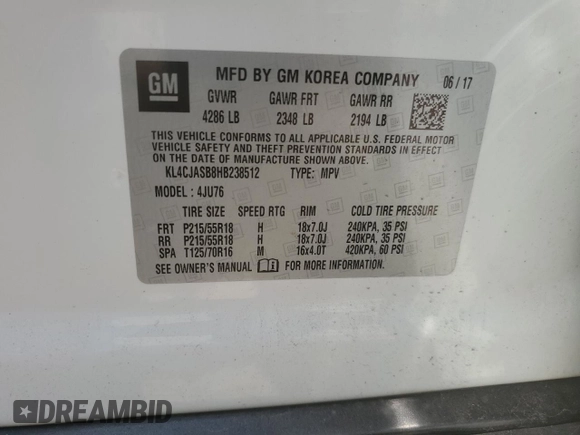 GM
MFD BY GM KOREA COMPANY 06/17
GVWR GAWR FRT GAWR RR
4286 LB 2348 LB 2194 LB
THIS VEHICLE CONFORMS TO ALL APPLICABLE U.S. FEDERAL MOTOR
VEHICLE SAFETY AND THEFT PREVENTION STANDARDS IN EFFECT ON
THE DATE OF MANUFACTURE SHOWN ABOVE.
KL4CJASB8HB238512 TYPE: MPV
MODEL: 4JU76
TIRE SIZE SPEED RTG RIM COLD TIRE PRESSURE
FRT P215/55R18 H 18x7.0J 240KPA, 35 PSI
RR P215/55R18 H 18x7.0J 240KPA, 35 PSI
SPA T125/70R16 M 16x4.0T 420KPA, 60 PSI
SEE OWNER'S MANUAL FOR MORE INFORMATION.
DREAMBID